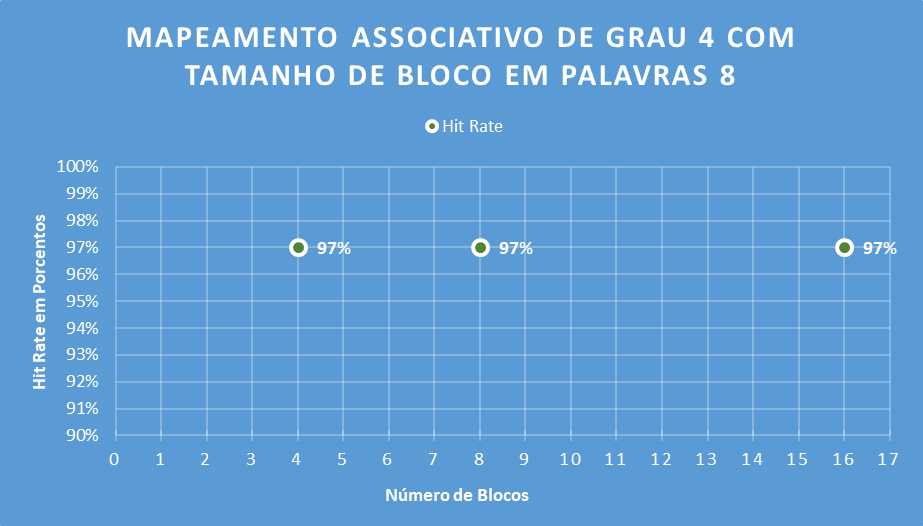 MAPEAMENTO ASSOCIATIVO DE GRAU 4 COM
TAMANHO DE BLOCO EM PALAVRAS 8
Hit Rate
Hit Rate em Porcentos
100%
99%
98%
97%
96%
95%
94%
93%
92%
91%
90%
97% 97% 97%
0 1 2 3 4 5 6 7 8 9 10 11 12 13 14 15 16 17
Número de Blocos